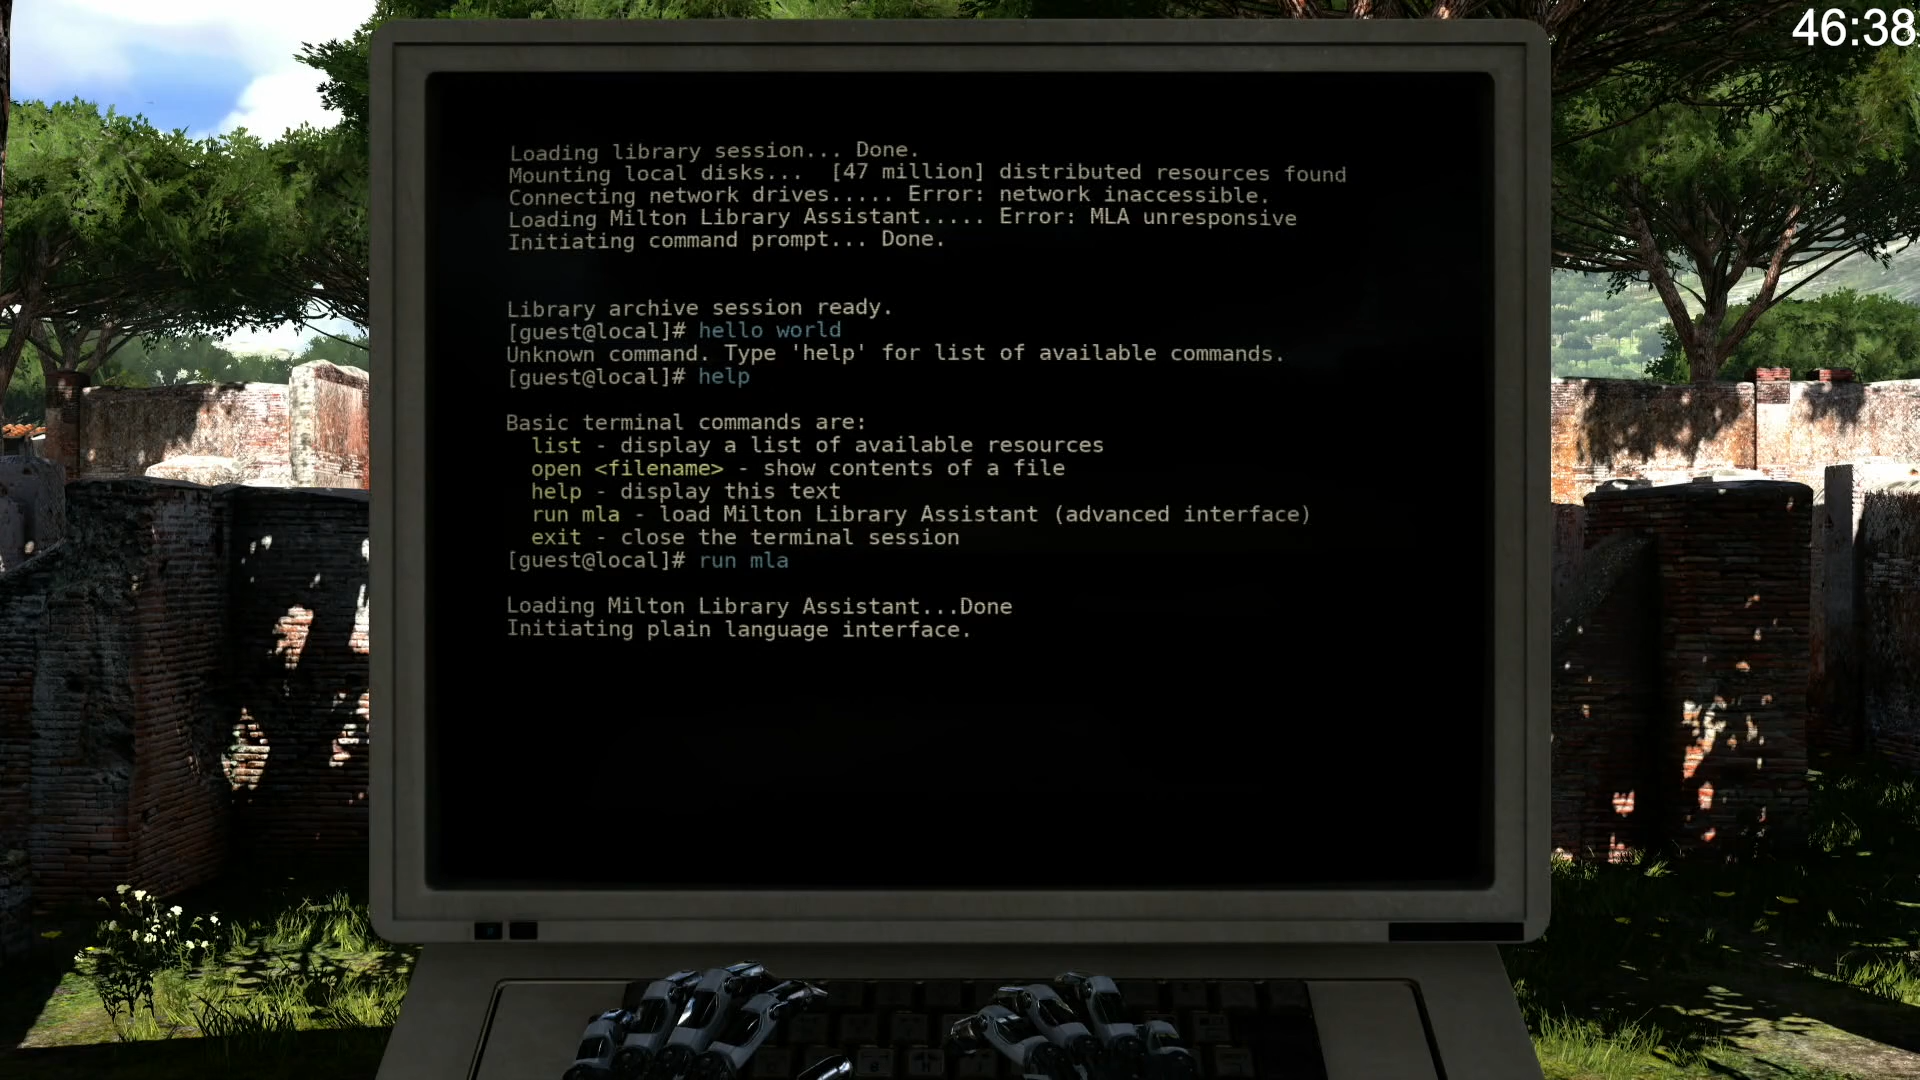 46:38
Loading library session... Done.
Mounting local disks...  [47 million] distributed resources found
Connecting network drives..... Error: network inaccessible.
Loading Milton Library Assistant..... Error: MLA unresponsive
Initiating command prompt... Done.
Library archive session ready.
[guest@local]# hello world
Unknown command. Type 'help' for list of available commands.
[guest@local]# help
Basic terminal commands are:
list - display a list of available resources
open <filename> - show contents of a file
help - display this text
run mla - load Milton Library Assistant (advanced interface)
exit - close the terminal session
[guest@local]# run mla
Loading Milton Library Assistant...Done
Initiating plain language interface.